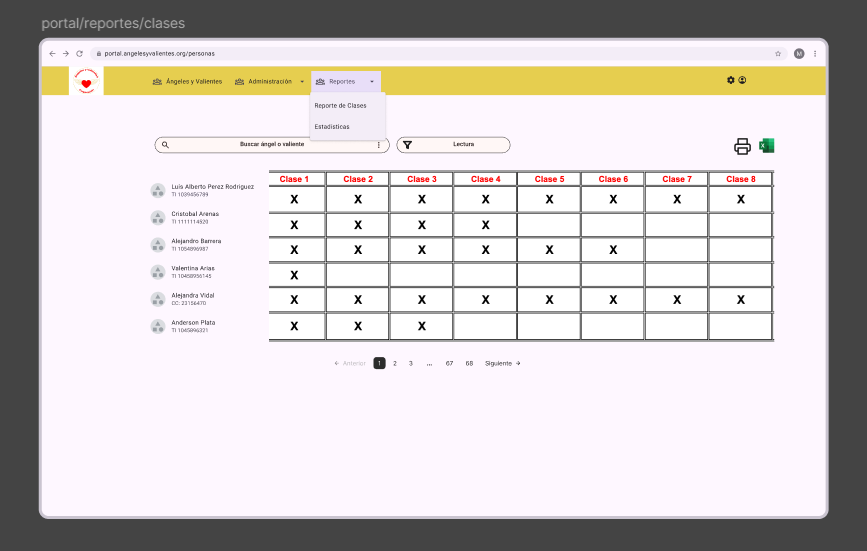 portal/reportes/clases
portal.angelesyvalientes.org/personas
M
Ángeles y Valientes
Administración
Reportes
Reporte de Clases
Estadísticas
Buscar ángel o valiente
Lectura
Clase 1 Clase 2 Clase 3 Clase 4 Clase 5 Clase 6 Clase 7 Clase 8
Luis Alberto Perez Rodriguez X X X X X X X X
TI 1039456789
Cristobal Arenas X X X X
TI 1111114520
Alejandro Barrera X X X X X X
TI 1054896987
Valentina Arias X
TI 10458956145
Alejandra Vidal X X X X X X X X
CC: 23156470
Anderson Plata X X X
TI 1045896321
← Anterior 1 2 3 ... 67 68 Siguiente →